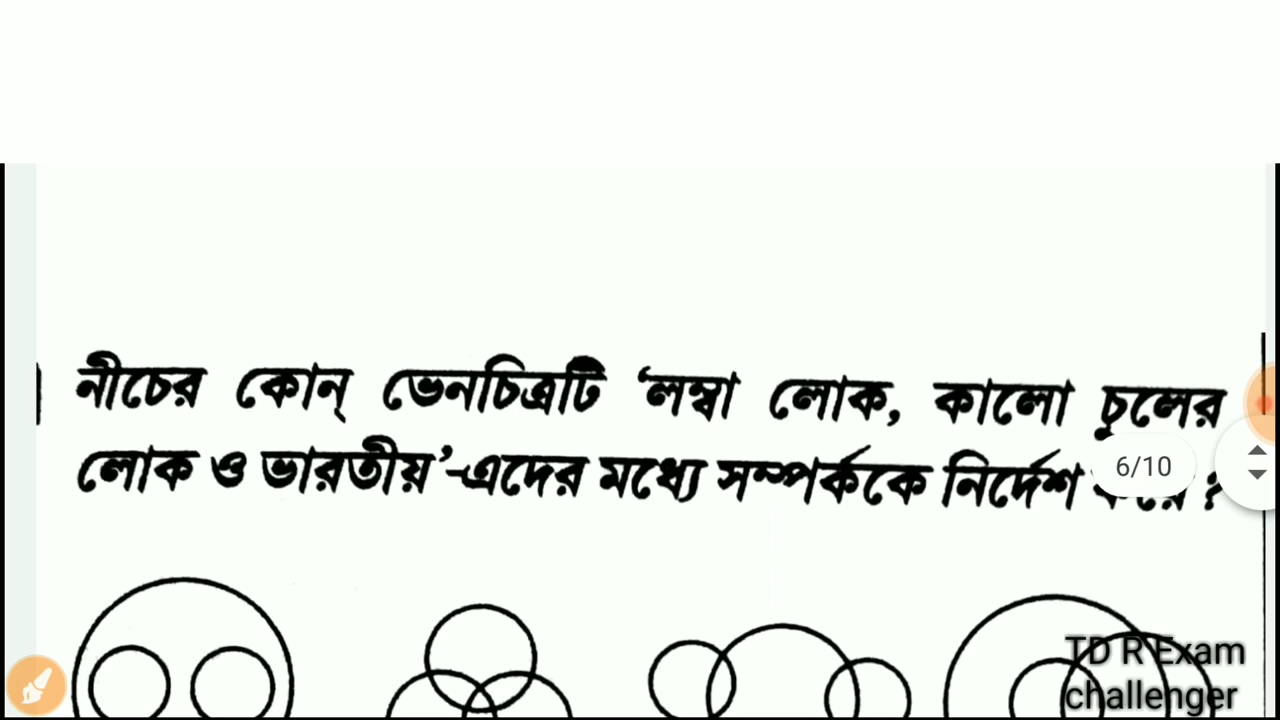 নীচের কোন্ ভেনচিত্রটি ‘লম্বা লোক, কালো চুলের
লোক ও ভারতীয়’-এদের মধ্যে সম্পর্ককে নির্দেশ ?
6/10
TD R Exam
challenger